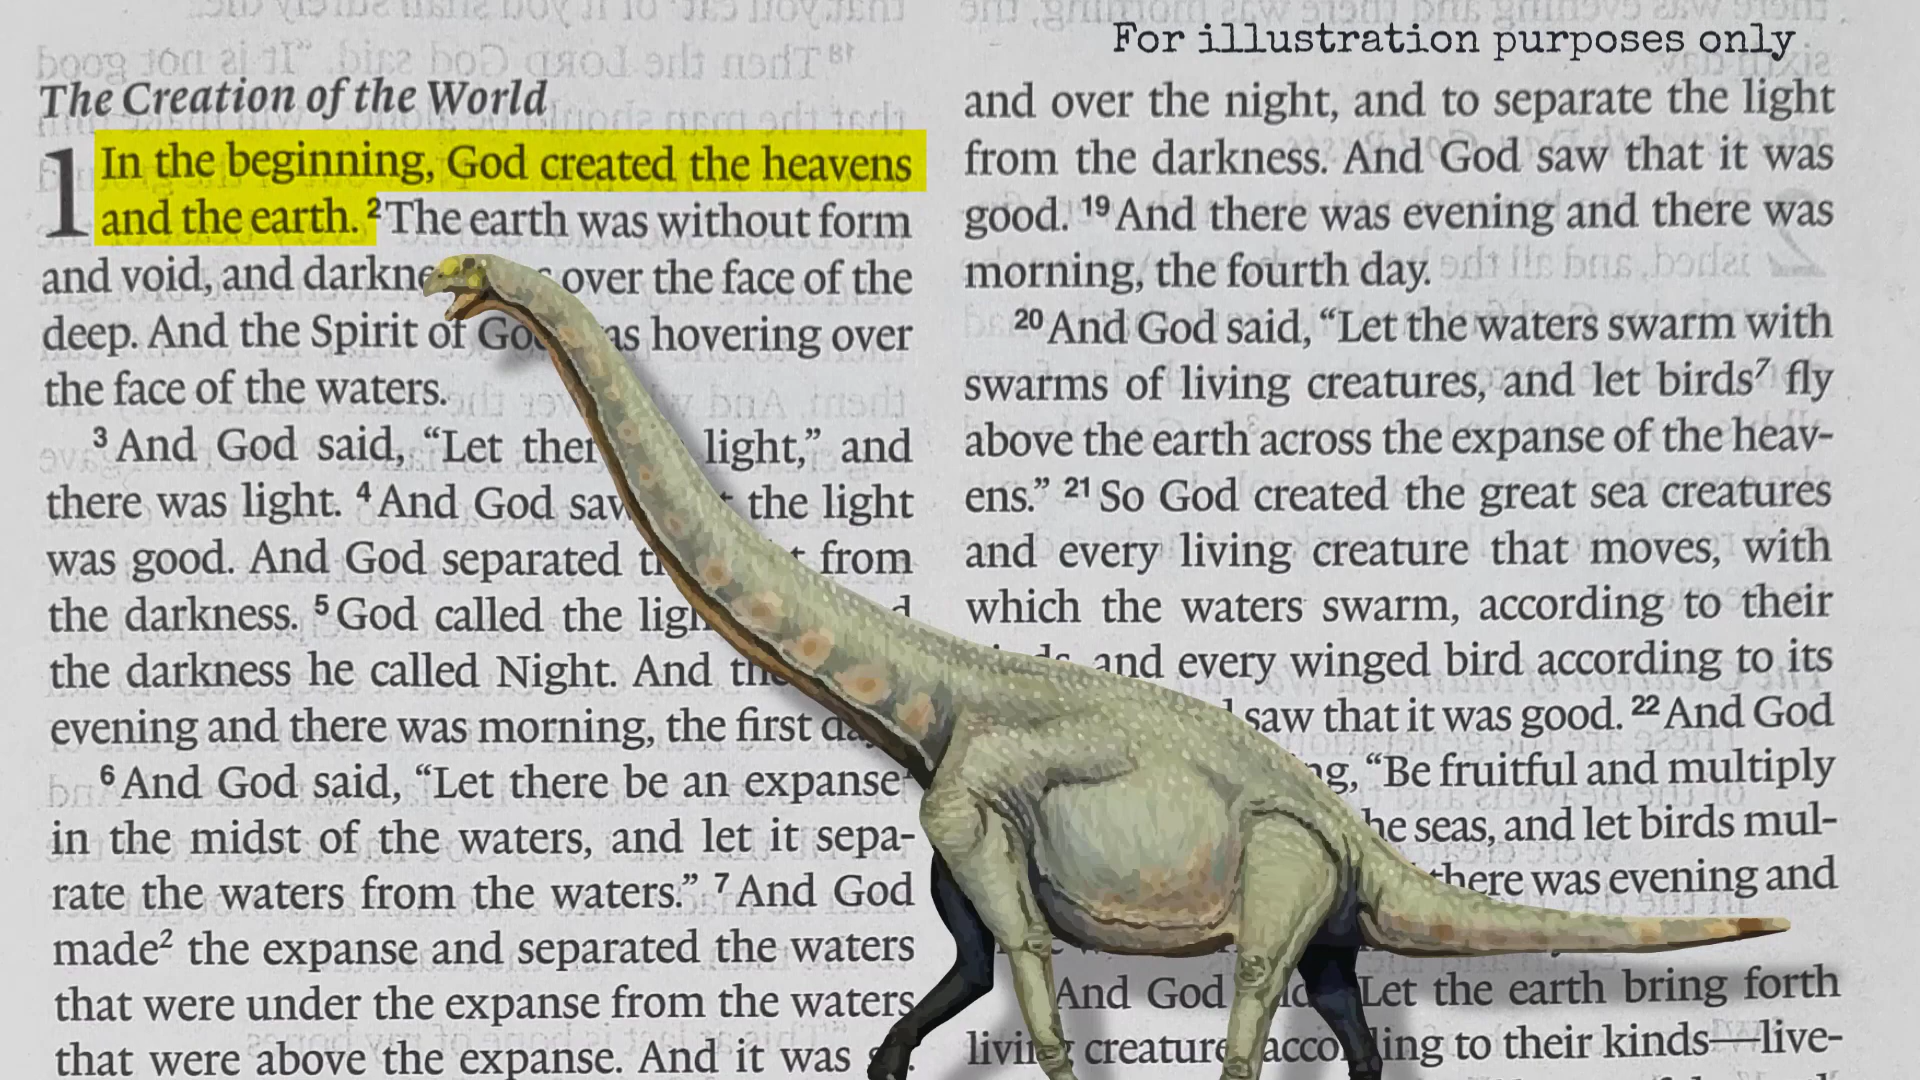 For illustration purposes only
The Creation of the World
1 In the beginning, God created the heavens
and the earth. 2 The earth was without form
and void, and over the face of the
deep. And the Spirit of hovering over
the face of the waters.
3 And God said, “Let light,” and
there was light. 4 And God the light
was good. And God separated from
the darkness. 5 God called the
the darkness he called Night. And
evening and there was morning, the first
6 And God said, “Let there be an expanse
in the midst of the waters, and let it sepa-
rate the waters from the waters.” 7 And God
made2 the expanse and separated the waters
that were under the expanse from the waters
that were above the expanse. And it was
and over the night, and to separate the light
from the darkness. And God saw that it was
good. 19 And there was evening and there was
morning, the fourth day.
20 And God said, “Let the waters swarm with
swarms of living creatures, and let birds7 fly
above the earth across the expanse of the heav-
ens.” 21 So God created the great sea creatures
and every living creature that moves, with
which the waters swarm, according to their
and every winged bird according to its
saw that it was good. 22 And God
“Be fruitful and multiply
seas, and let birds mul-
there was evening and
And God Let the earth bring forth
creature to their kinds—live-